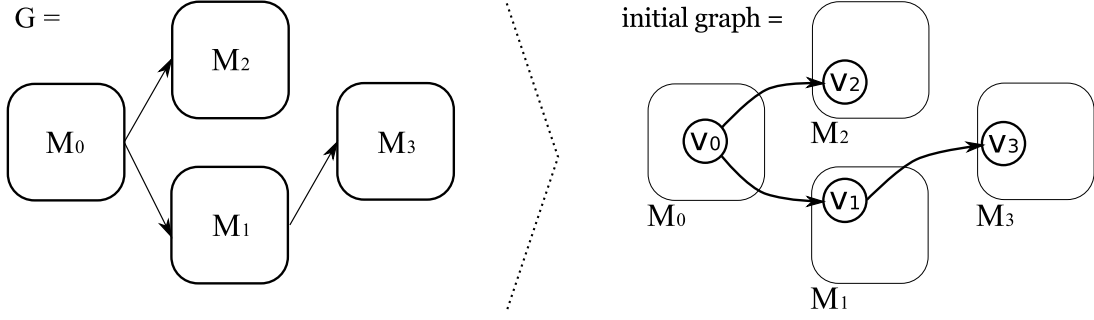 G =
M₀
M₂
M₁
M₃
initial graph =
V₀
M₀
V₂
M₂
V₁
M₁
V₃
M₃